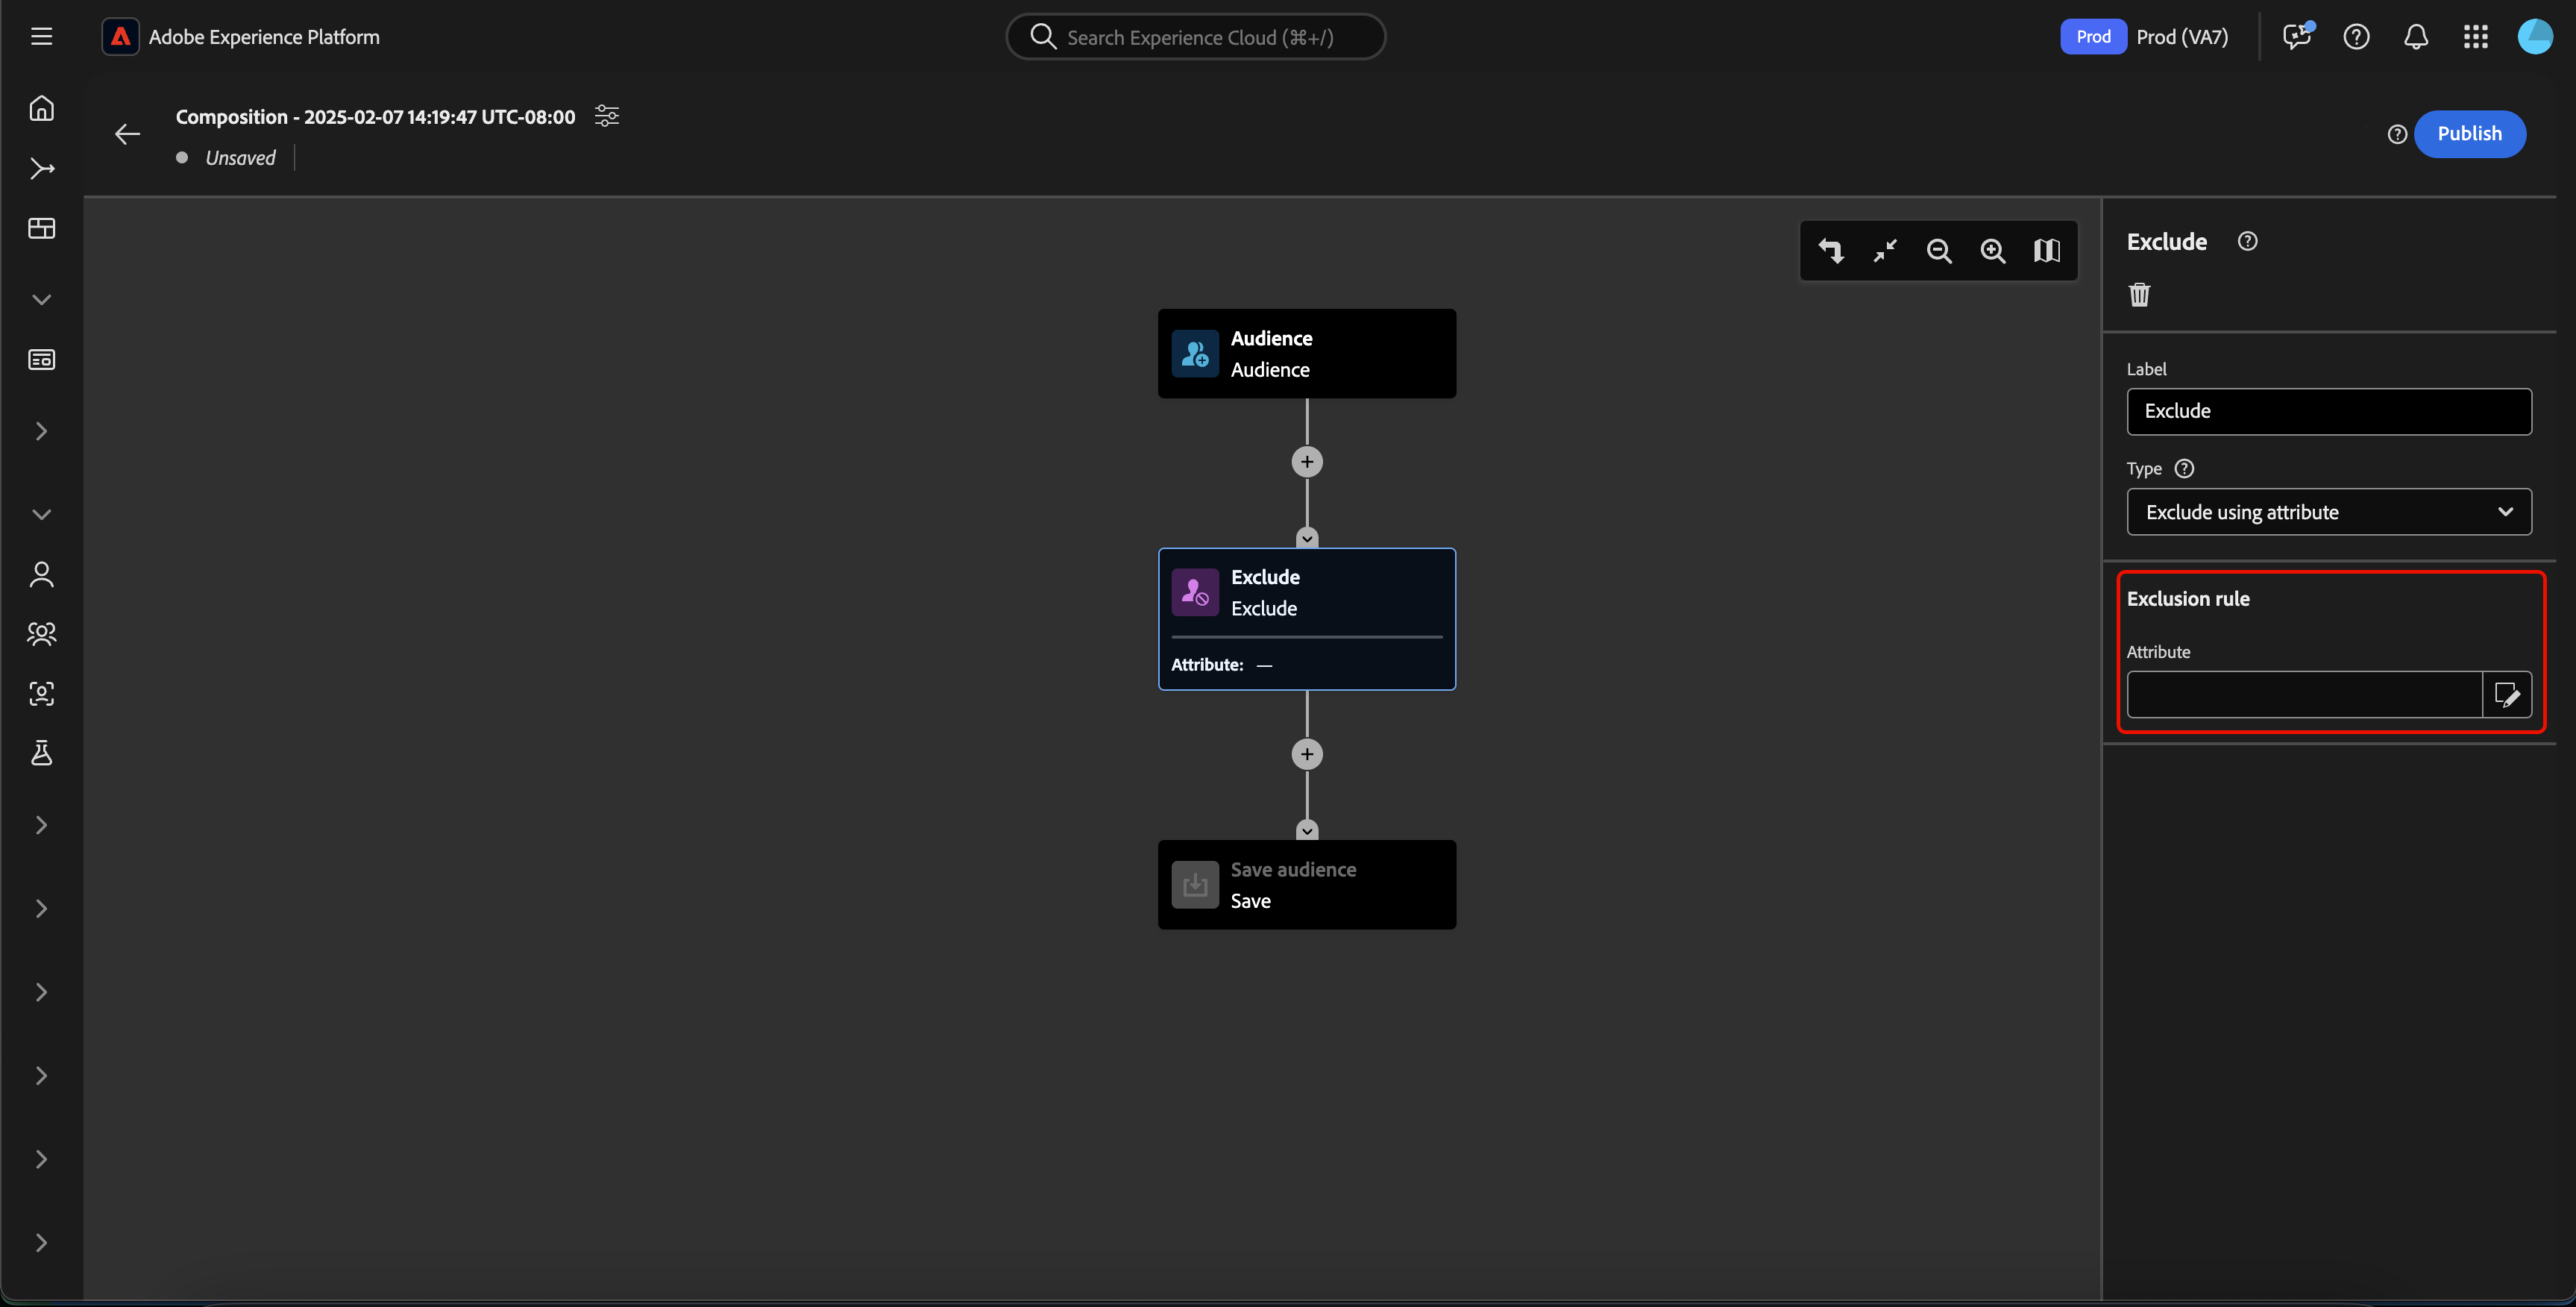 Adobe Experience Platform
Search Experience Cloud (⌘+/)
Prod
Prod (VA7)
Composition - 2025-02-07 14:19:47 UTC-08:00
Unsaved
Publish
Audience
Audience
Exclude
Exclude
Attribute: —
Save audience
Save
Exclude
Label
Exclude
Type
Exclude using attribute
Exclusion rule
Attribute